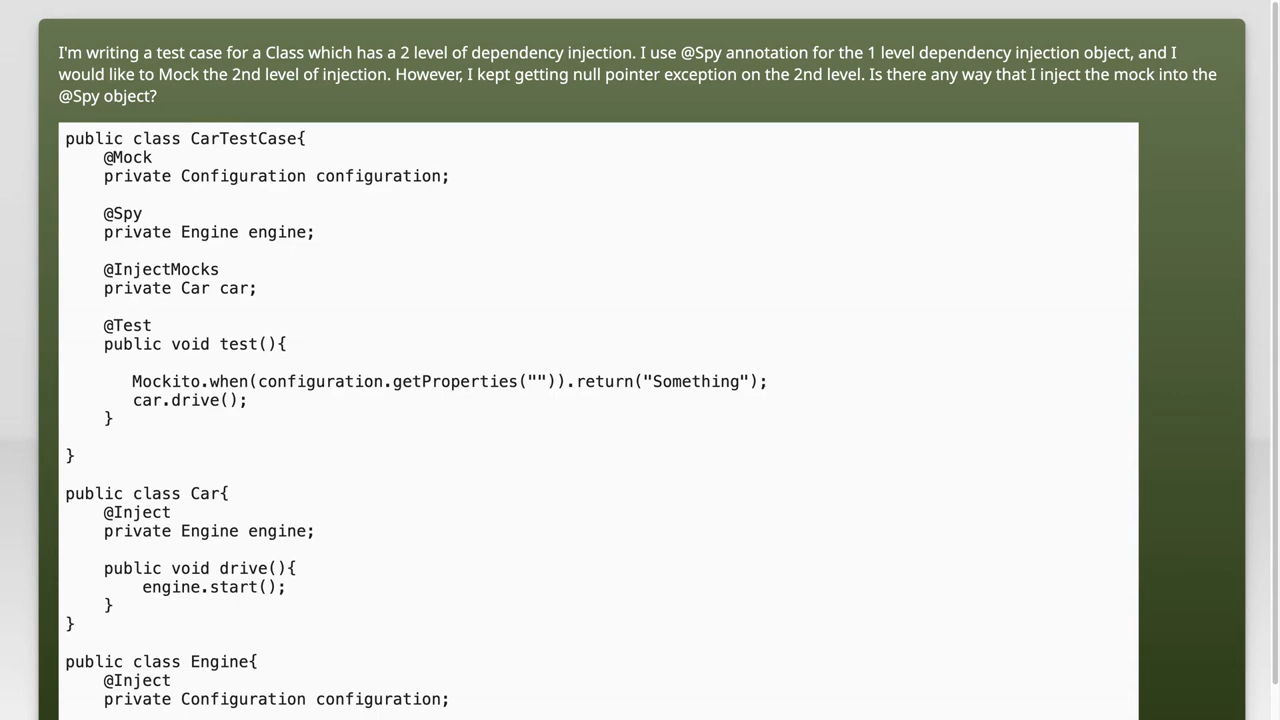 I'm writing a test case for a Class which has a 2 level of dependency injection. I use @Spy annotation for the 1 level dependency injection object, and I
would like to Mock the 2nd level of injection. However, I kept getting null pointer exception on the 2nd level. Is there any way that I inject the mock into the
@Spy object?
public class CarTestCase{
    @Mock
    private Configuration configuration;

    @Spy
    private Engine engine;

    @InjectMocks
    private Car car;

    @Test
    public void test(){

       Mockito.when(configuration.getProperties("")).return("Something");
       car.drive();
    }

}

public class Car{
    @Inject
    private Engine engine;

    public void drive(){
        engine.start();
    }
}

public class Engine{
    @Inject
    private Configuration configuration;